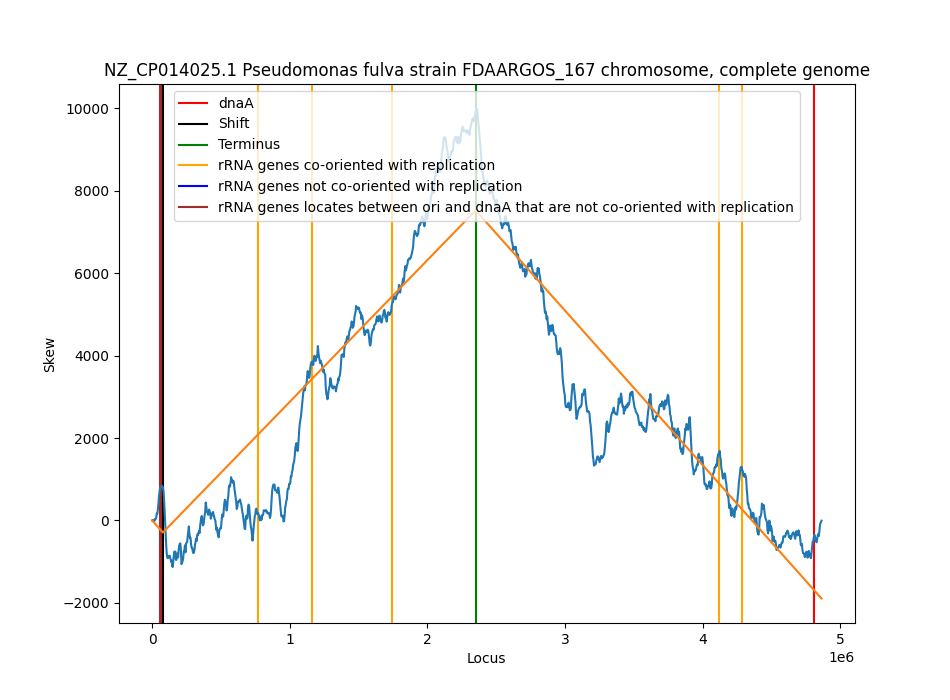 NZ_CP014025.1 Pseudomonas fulva strain FDAARGOS_167 chromosome, complete genome
dnaA
Shift
Terminus
rRNA genes co-oriented with replication
rRNA genes not co-oriented with replication
rRNA genes locates between ori and dnaA that are not co-oriented with replication
10000
8000
6000
4000
2000
0
−2000
Skew
0 1 2 3 4 5
1e6
Locus